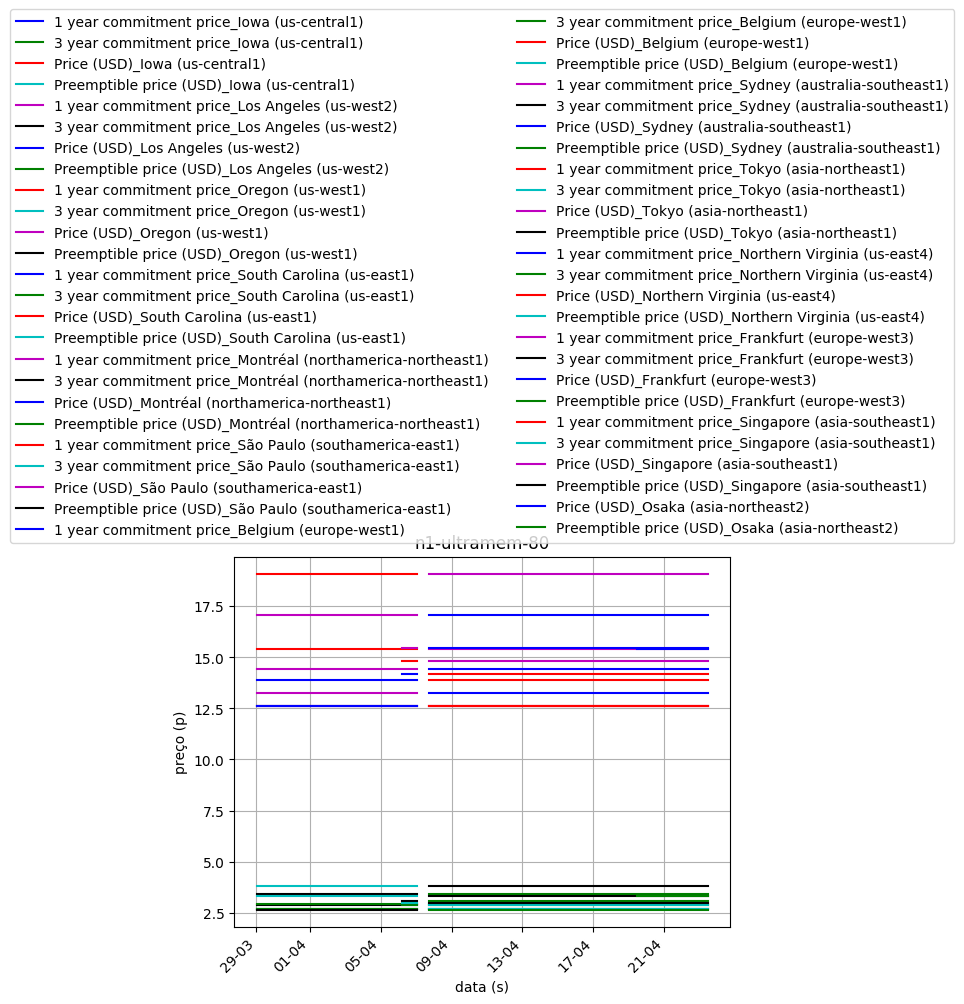 1 year commitment price_Iowa (us-central1)
3 year commitment price_Iowa (us-central1)
Price (USD)_Iowa (us-central1)
Preemptible price (USD)_Iowa (us-central1)
1 year commitment price_Los Angeles (us-west2)
3 year commitment price_Los Angeles (us-west2)
Price (USD)_Los Angeles (us-west2)
Preemptible price (USD)_Los Angeles (us-west2)
1 year commitment price_Oregon (us-west1)
3 year commitment price_Oregon (us-west1)
Price (USD)_Oregon (us-west1)
Preemptible price (USD)_Oregon (us-west1)
1 year commitment price_South Carolina (us-east1)
3 year commitment price_South Carolina (us-east1)
Price (USD)_South Carolina (us-east1)
Preemptible price (USD)_South Carolina (us-east1)
1 year commitment price_Montréal (northamerica-northeast1)
3 year commitment price_Montréal (northamerica-northeast1)
Price (USD)_Montréal (northamerica-northeast1)
Preemptible price (USD)_Montréal (northamerica-northeast1)
1 year commitment price_São Paulo (southamerica-east1)
3 year commitment price_São Paulo (southamerica-east1)
Price (USD)_São Paulo (southamerica-east1)
Preemptible price (USD)_São Paulo (southamerica-east1)
1 year commitment price_Belgium (europe-west1)
3 year commitment price_Belgium (europe-west1)
Price (USD)_Belgium (europe-west1)
Preemptible price (USD)_Belgium (europe-west1)
1 year commitment price_Sydney (australia-southeast1)
3 year commitment price_Sydney (australia-southeast1)
Price (USD)_Sydney (australia-southeast1)
Preemptible price (USD)_Sydney (australia-southeast1)
1 year commitment price_Tokyo (asia-northeast1)
3 year commitment price_Tokyo (asia-northeast1)
Price (USD)_Tokyo (asia-northeast1)
Preemptible price (USD)_Tokyo (asia-northeast1)
1 year commitment price_Northern Virginia (us-east4)
3 year commitment price_Northern Virginia (us-east4)
Price (USD)_Northern Virginia (us-east4)
Preemptible price (USD)_Northern Virginia (us-east4)
1 year commitment price_Frankfurt (europe-west3)
3 year commitment price_Frankfurt (europe-west3)
Price (USD)_Frankfurt (europe-west3)
Preemptible price (USD)_Frankfurt (europe-west3)
1 year commitment price_Singapore (asia-southeast1)
3 year commitment price_Singapore (asia-southeast1)
Price (USD)_Singapore (asia-southeast1)
Preemptible price (USD)_Singapore (asia-southeast1)
Price (USD)_Osaka (asia-northeast2)
Preemptible price (USD)_Osaka (asia-northeast2)
n1-ultramem-80
17.5
15.0
12.5
10.0
7.5
5.0
2.5
preço (p)
29-03
01-04
05-04
09-04
13-04
17-04
21-04
data (s)